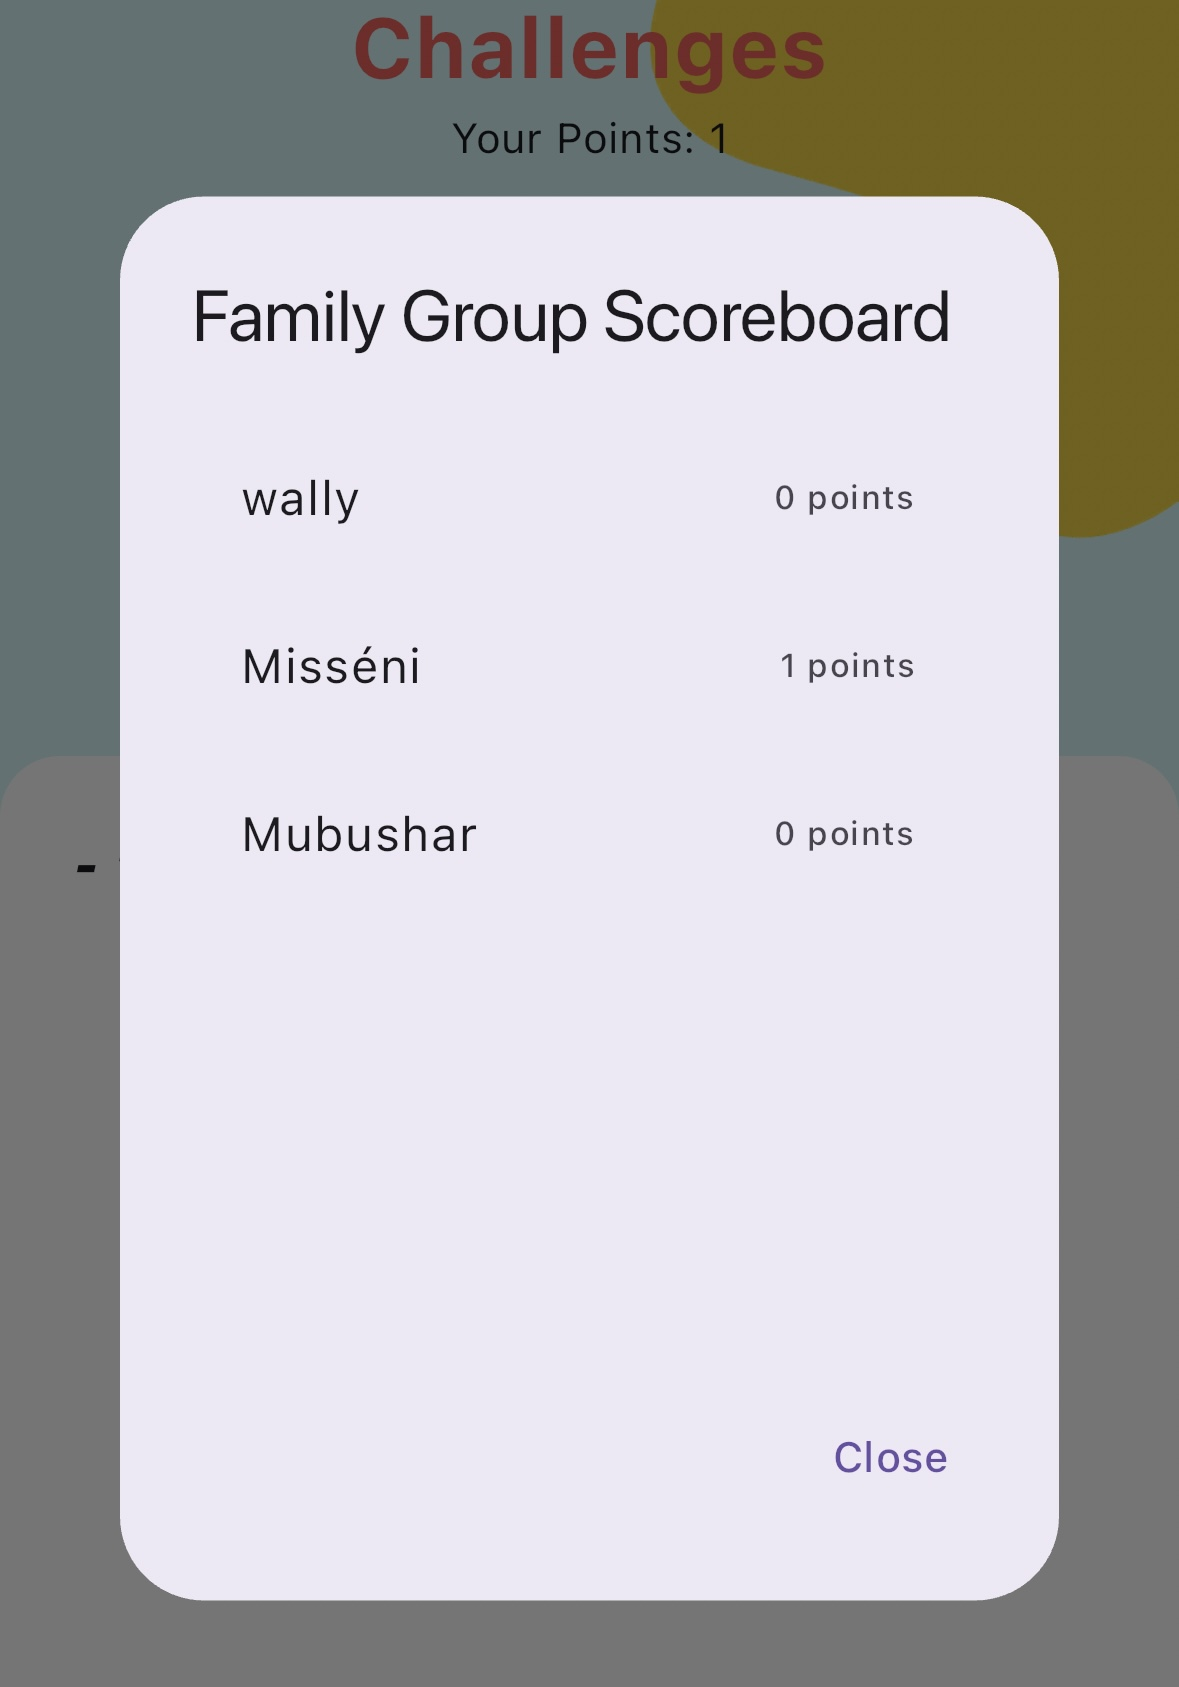 Challenges
Your Points: 1
Family Group Scoreboard
wally 0 points
Misséni 1 points
Mubushar 0 points
-
Close